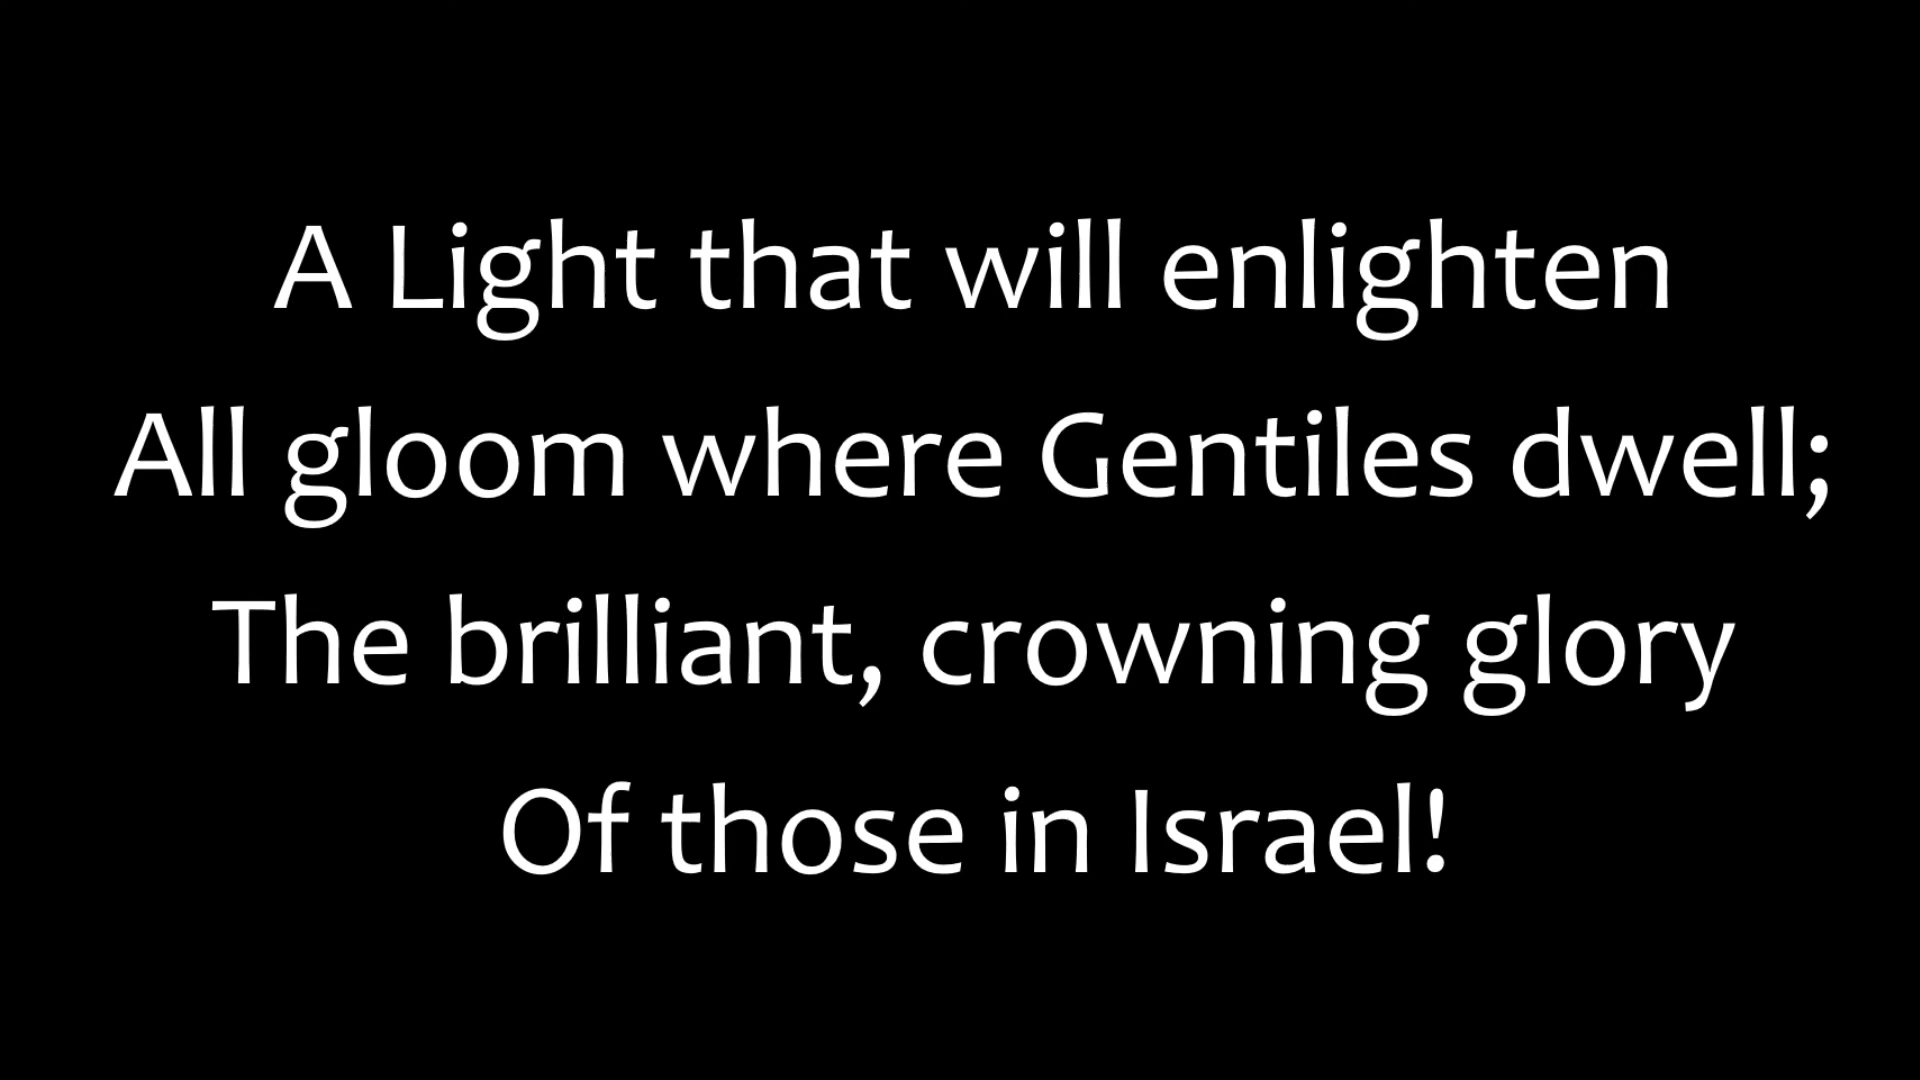 A Light that will enlighten
All gloom where Gentiles dwell;
The brilliant, crowning glory
Of those in Israel!